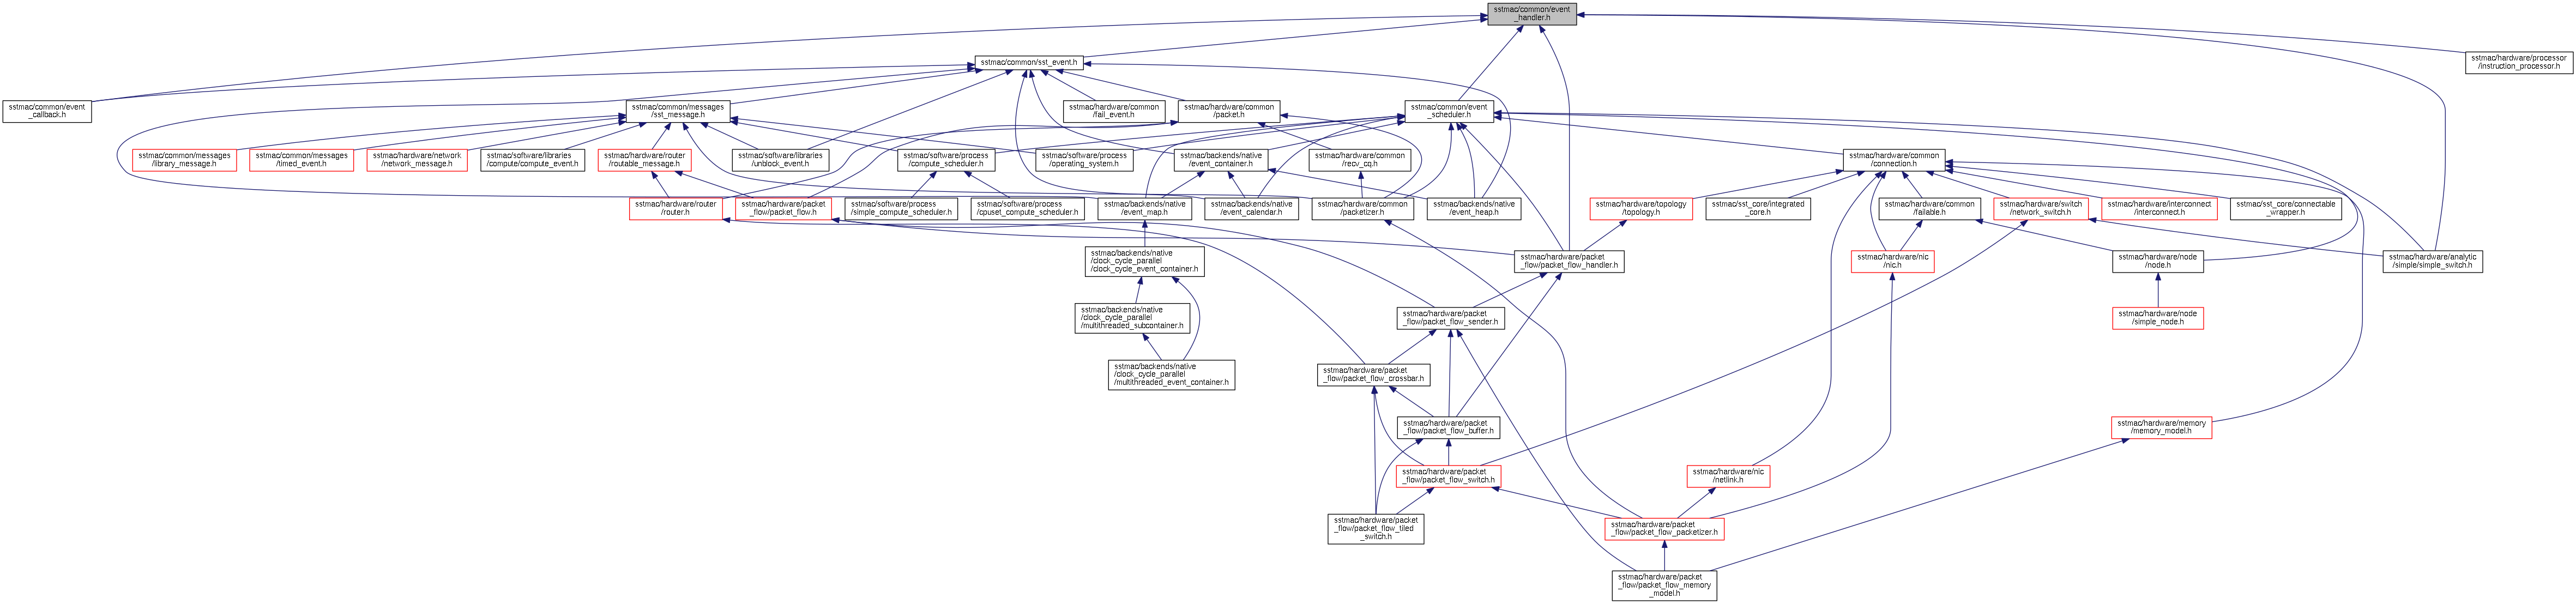 sstmac/common/event
_handler.h
sstmac/common/sst_event.h
sstmac/hardware/processor
/instruction_processor.h
sstmac/common/event
_callback.h
sstmac/common/messages
/sst_message.h
sstmac/hardware/common
/fail_event.h
sstmac/hardware/common
/packet.h
sstmac/common/event
_scheduler.h
sstmac/common/messages
/library_message.h
sstmac/common/messages
/timed_event.h
sstmac/hardware/network
/network_message.h
sstmac/software/libraries
/compute/compute_event.h
sstmac/hardware/router
/routable_message.h
sstmac/software/libraries
/unblock_event.h
sstmac/software/process
/compute_scheduler.h
sstmac/software/process
/operating_system.h
sstmac/backends/native
/event_container.h
sstmac/hardware/common
/recv_cq.h
sstmac/hardware/common
/connection.h
sstmac/hardware/router
/router.h
sstmac/hardware/packet
_flow/packet_flow.h
sstmac/software/process
/simple_compute_scheduler.h
sstmac/software/process
/cpuset_compute_scheduler.h
sstmac/backends/native
/event_map.h
sstmac/backends/native
/event_calendar.h
sstmac/hardware/common
/packetizer.h
sstmac/backends/native
/event_heap.h
sstmac/hardware/topology
/topology.h
sstmac/sst_core/integrated
_core.h
sstmac/hardware/common
/failable.h
sstmac/hardware/switch
/network_switch.h
sstmac/hardware/interconnect
/interconnect.h
sstmac/sst_core/connectable
_wrapper.h
sstmac/backends/native
/clock_cycle_parallel
/clock_cycle_event_container.h
sstmac/hardware/packet
_flow/packet_flow_handler.h
sstmac/hardware/nic
/nic.h
sstmac/hardware/node
/node.h
sstmac/hardware/analytic
/simple/simple_switch.h
sstmac/backends/native
/clock_cycle_parallel
/multithreaded_subcontainer.h
sstmac/hardware/packet
_flow/packet_flow_sender.h
sstmac/hardware/node
/simple_node.h
sstmac/backends/native
/clock_cycle_parallel
/multithreaded_event_container.h
sstmac/hardware/packet
_flow/packet_flow_crossbar.h
sstmac/hardware/packet
_flow/packet_flow_buffer.h
sstmac/hardware/memory
/memory_model.h
sstmac/hardware/packet
_flow/packet_flow_switch.h
sstmac/hardware/nic
/netlink.h
sstmac/hardware/packet
_flow/packet_flow_tiled
_switch.h
sstmac/hardware/packet
_flow/packet_flow_packetizer.h
sstmac/hardware/packet
_flow/packet_flow_memory
_model.h